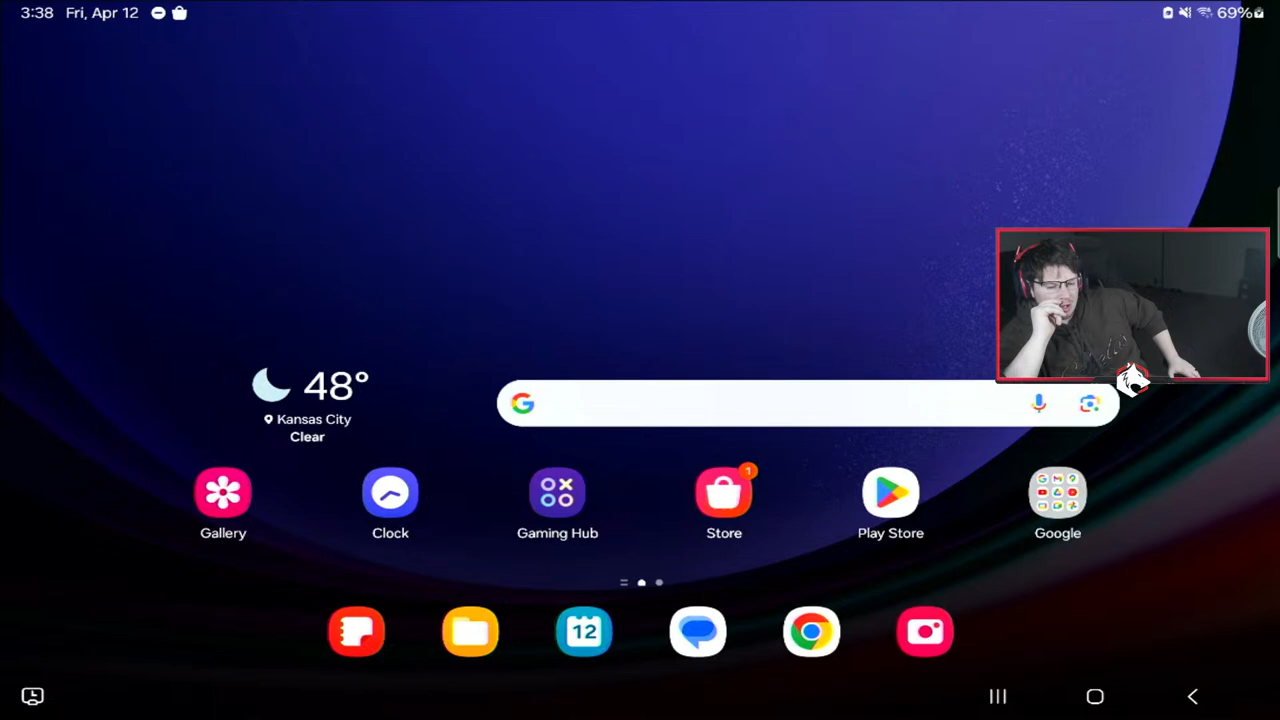 3:38 Fri, Apr 12
69%
48°
Kansas City
Clear
1
Gallery
Clock
Gaming Hub
Store
Play Store
Google
12